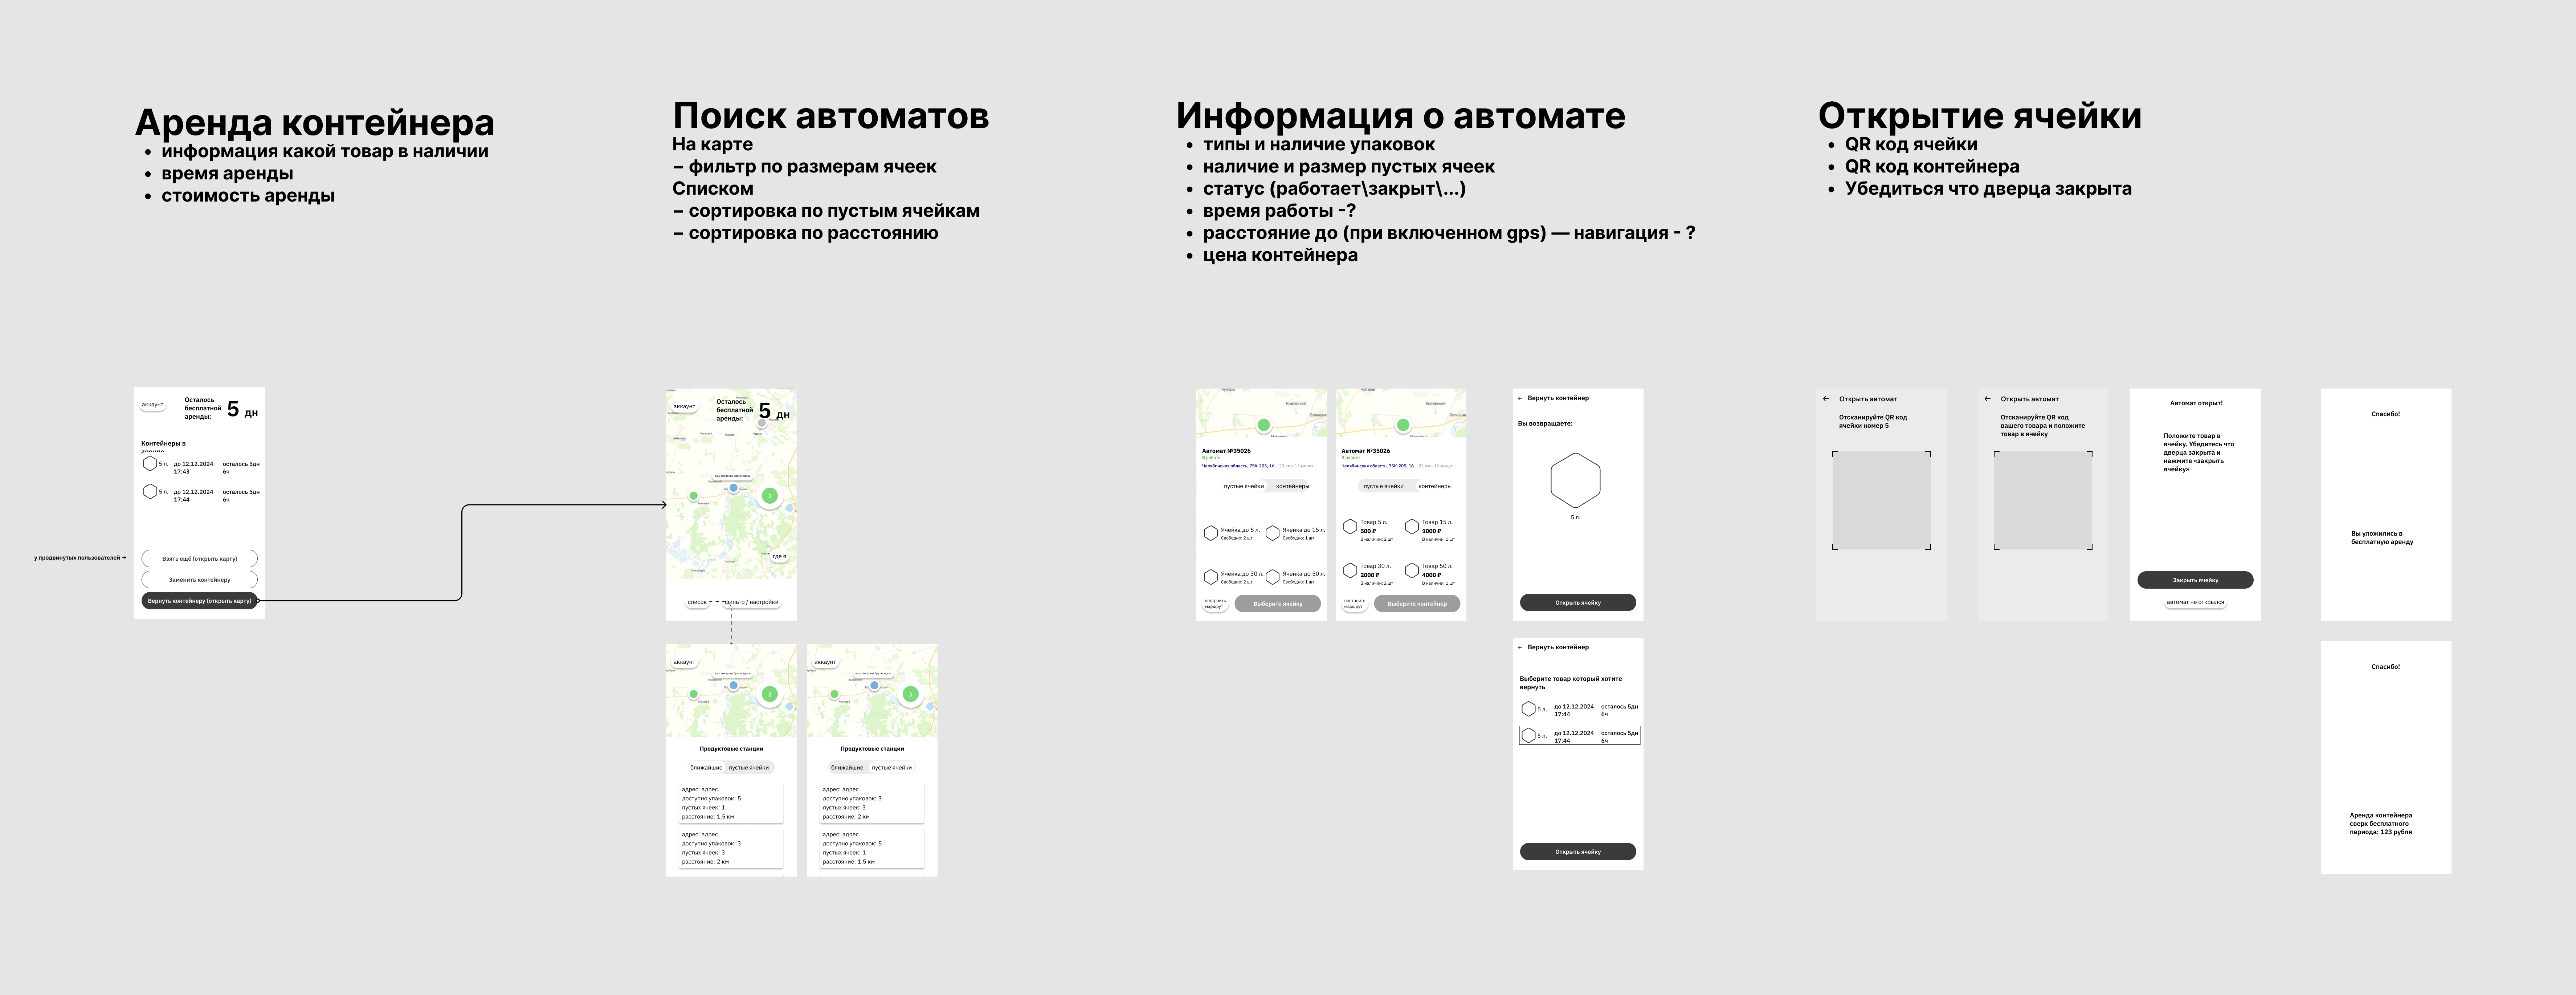 Аренда контейнера
• информация какой товар в наличии
• время аренды
• стоимость аренды
Поиск автоматов
На карте
– фильтр по размерам ячеек
Списком
– сортировка по пустым ячейкам
– сортировка по расстоянию
Информация о автомате
• типы и наличие упаковок
• наличие и размер пустых ячеек
• статус (работает\закрыт\...)
• время работы -?
• расстояние до (при включенном gps) — навигация - ?
• цена контейнера
Открытие ячейки
• QR код ячейки
• QR код контейнера
• Убедиться что дверца закрыта
аккаунт
Осталось
бесплатной
аренды:
5 дн
Контейнеры в
5 л.
до 12.12.2024
17:43
осталось 5дн
6ч
5 л.
до 12.12.2024
17:44
осталось 5дн
6ч
у продвинутых пользователей →
Взять ещё (открыть карту)
Заменить контейнеру
Вернуть контейнеру (открыть карту)
аккаунт
Осталось
бесплатной
аренды:
5 дн
3
где я
список
фильтр / настройки
аккаунт
3
Продуктовые станции
ближайшие
пустые ячейки
адрес: адрес
доступно упаковок: 5
пустых ячеек: 1
расстояние: 1.5 км
адрес: адрес
доступно упаковок: 3
пустых ячеек: 3
расстояние: 2 км
аккаунт
3
Продуктовые станции
ближайшие
пустые ячейки
адрес: адрес
доступно упаковок: 3
пустых ячеек: 3
расстояние: 2 км
адрес: адрес
доступно упаковок: 5
пустых ячеек: 1
расстояние: 1.5 км
Кировский
Автомат №35026
В работе
Челябинская область, 75К-205, 16
23 км • 13 минут
пустые ячейки
контейнеры
Ячейка до 5 л.
Свободно: 2 шт
Ячейка до 15 л.
Свободно: 1 шт
Ячейка до 30 л.
Свободно: 2 шт
Ячейка до 50 л.
Свободно: 1 шт
построить
маршрут
Выберите ячейку
Кировский
Автомат №35026
В работе
Челябинская область, 75К-205, 16
23 км • 13 минут
пустые ячейки
контейнеры
Товар 5 л.
500 ₽
В наличии: 2 шт
Товар 15 л.
1000 ₽
В наличии: 1 шт
Товар 30 л.
2000 ₽
В наличии: 2 шт
Товар 50 л.
4000 ₽
В наличии: 1 шт
построить
маршрут
Выберите контейнер
← Вернуть контейнер
Вы возвращаете:
5 л.
Открыть ячейку
← Вернуть контейнер
Выберите товар который хотите
вернуть
5 л.
до 12.12.2024
17:44
осталось 5дн
6ч
5 л.
до 12.12.2024
17:44
осталось 5дн
6ч
Открыть ячейку
← Открыть автомат
Отсканируйте QR код
ячейки номер 5
← Открыть автомат
Отсканируйте QR код
вашего товара и положите
товар в ячейку
Автомат открыт!
Положите товар в
ячейку. Убедитесь что
дверца закрыта и
нажмите «закрыть
ячейку»
Закрыть ячейку
автомат не открылся
Спасибо!
Вы уложились в
бесплатную аренду
Спасибо!
Аренда контейнера
сверх бесплатного
периода: 123 рубля